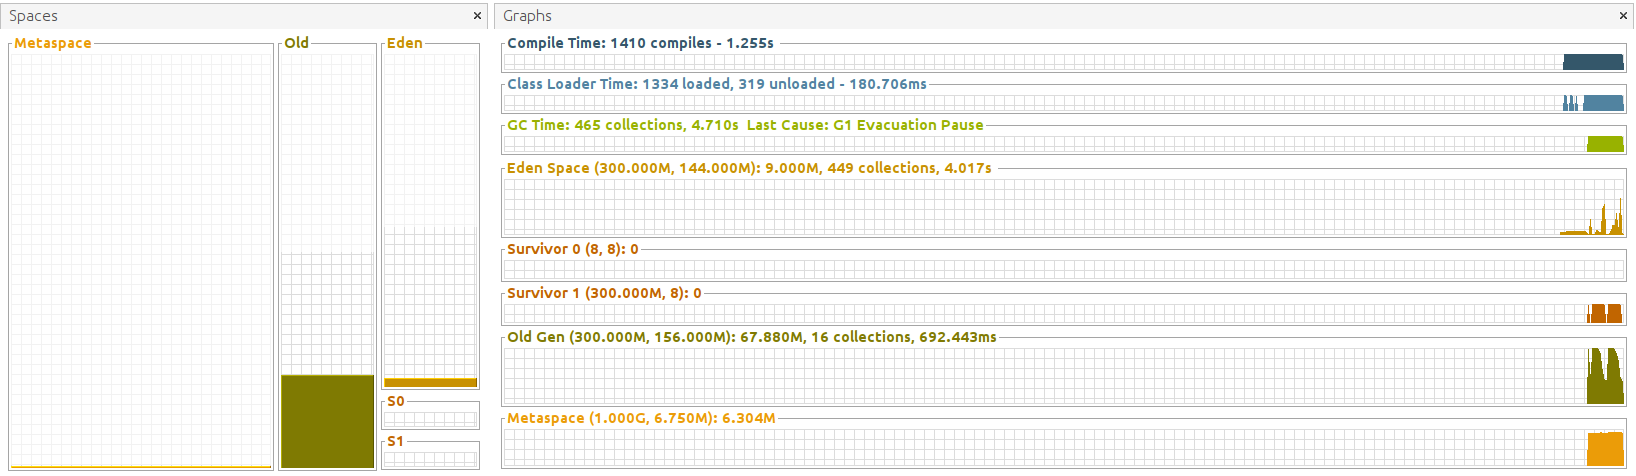 Spaces
Metaspace
Old
Eden
S0
S1
Graphs
Compile Time: 1410 compiles - 1.255s
Class Loader Time: 1334 loaded, 319 unloaded - 180.706ms
GC Time: 465 collections, 4.710s Last Cause: G1 Evacuation Pause
Eden Space (300.000M, 144.000M): 9.000M, 449 collections, 4.017s
Survivor 0 (8, 8): 0
Survivor 1 (300.000M, 8): 0
Old Gen (300.000M, 156.000M): 67.880M, 16 collections, 692.443ms
Metaspace (1.000G, 6.750M): 6.304M